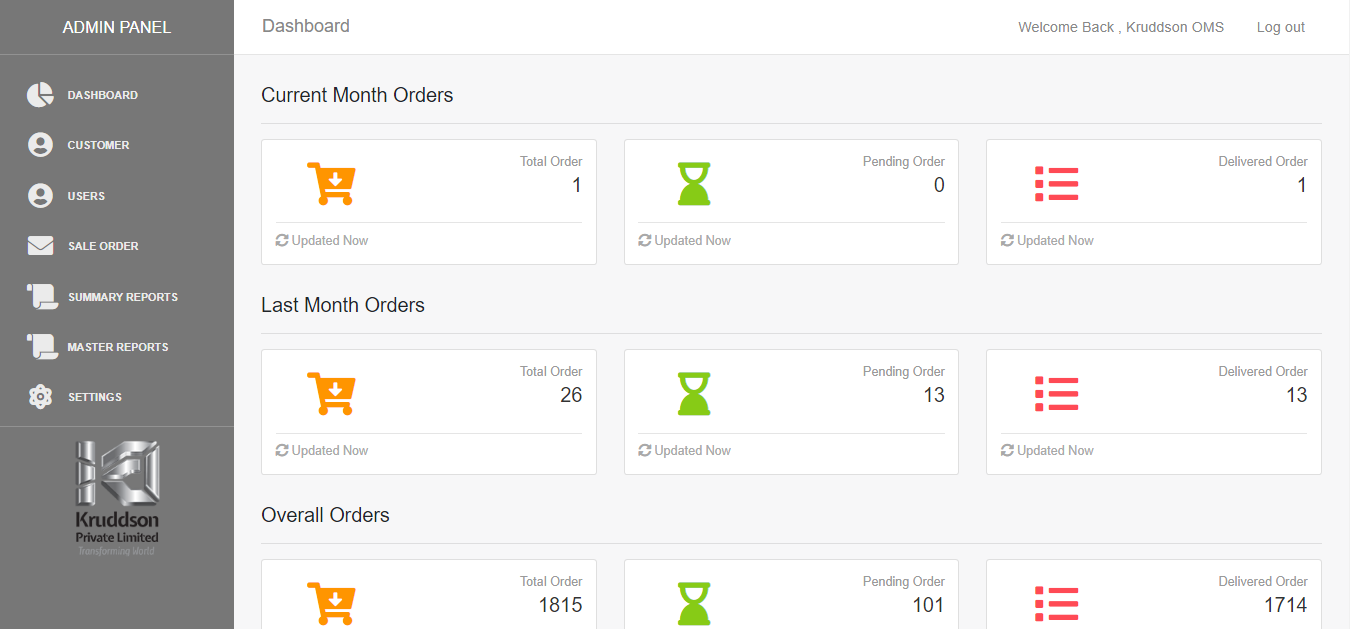 ADMIN PANEL
Dashboard
Welcome Back , Kruddson OMS
Log out
DASHBOARD
CUSTOMER
USERS
SALE ORDER
SUMMARY REPORTS
MASTER REPORTS
SETTINGS
Kruddson
Private Limited
Transforming World
Current Month Orders
Total Order
1
Updated Now
Pending Order
0
Updated Now
Delivered Order
1
Updated Now
Last Month Orders
Total Order
26
Updated Now
Pending Order
13
Updated Now
Delivered Order
13
Updated Now
Overall Orders
Total Order
1815
Pending Order
101
Delivered Order
1714